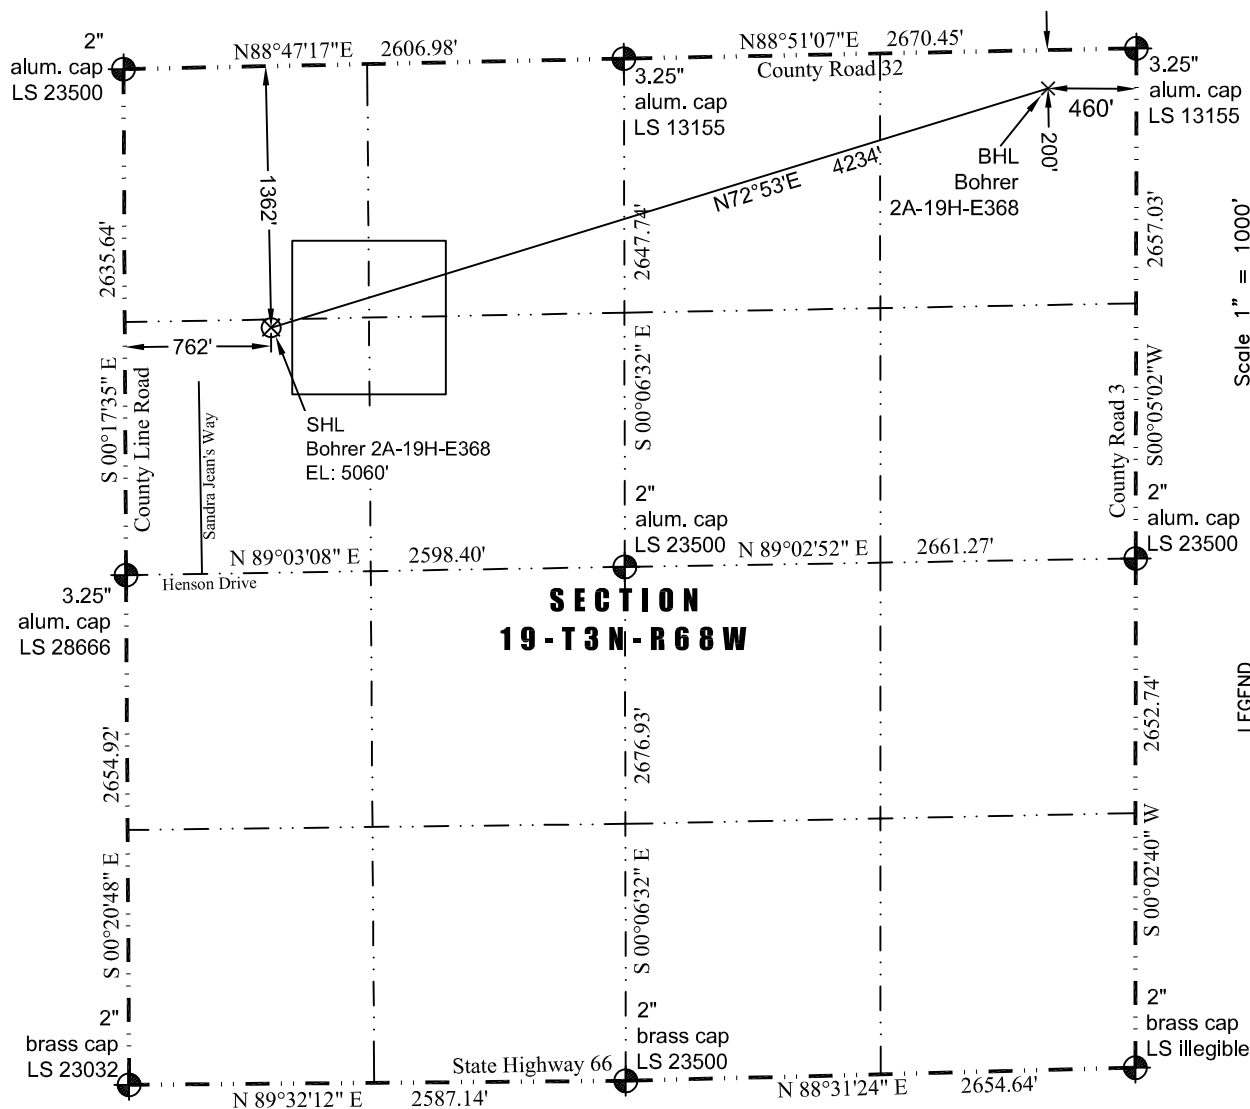 2"
alum. cap
LS 23500
N88°47'17"E 2606.98'
N88°51'07"E 2670.45'
County Road 32
3.25"
alum. cap
LS 13155
3.25"
alum. cap
LS 13155
460'
200'
BHL
Bohrer
2A-19H-E368
N72°53'E 4234'
1362'
2635.64'
2647.74'
2657.03'
Scale 1" = 1000'
762'
S 00°17'35" E
County Line Road
Sandra Jean's Way
SHL
Bohrer 2A-19H-E368
EL: 5060'
S 00°06'32" E
County Road 3
S00°05'02"W
2"
alum. cap
LS 23500
2"
alum. cap
LS 23500
N 89°03'08" E 2598.40'
N 89°02'52" E 2661.27'
Henson Drive
3.25"
alum. cap
LS 28666
SECTION
19-T3N-R68W
LEGEND
2654.92'
2676.93'
2652.74'
S 00°20'48" E
S 00°06'32" E
S 00°02'40" W
2"
brass cap
LS 23032
2"
brass cap
LS 23500
2"
brass cap
LS illegible
State Highway 66
N 89°32'12" E 2587.14'
N 88°31'24" E 2654.64'